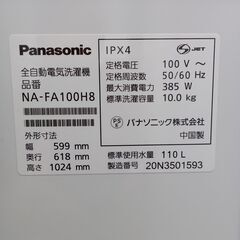 Panasonic
全自動電気洗濯機
品番
NA-FA100H8
外形寸法
幅 599 mm
奥行 618 mm
高さ 1024 mm
IPX4
JET
定格電圧 : 100 V ～
定格周波数 : 50/60 Hz
最大消費電力 : 385 W
標準洗濯容量 : 10.0 kg
PS
E
パナソニック株式会社
中国製
標準使用水量 : 110 L
製造番号 : 20N3501593